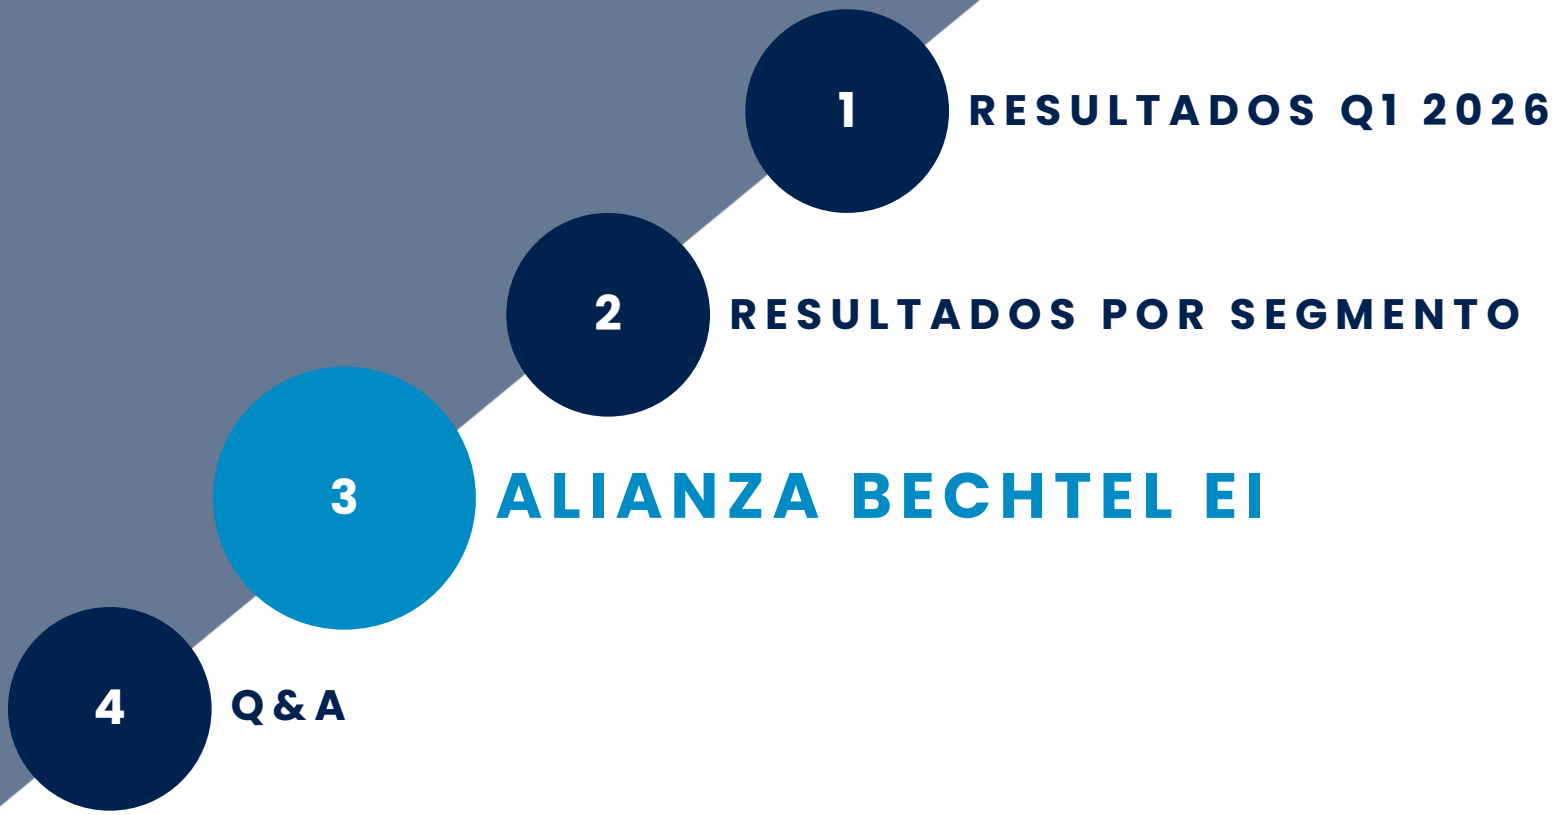 1 RESULTADOS Q1 2026
2 RESULTADOS POR SEGMENTO
3 ALIANZA BECHTEL EI
4 Q&A